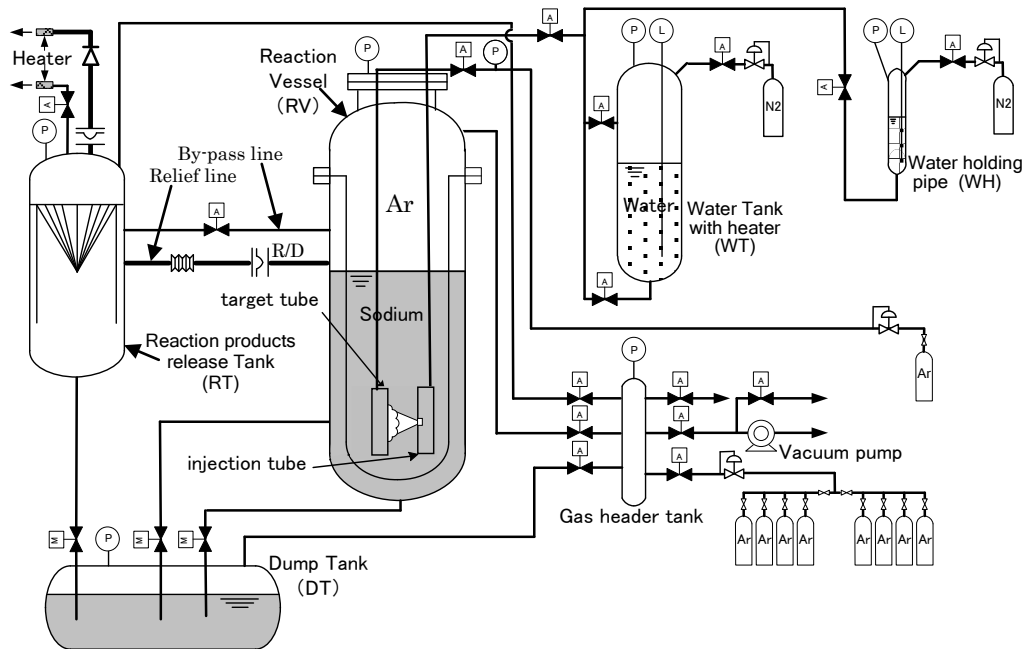 Heater
A
P
Reaction
Vessel
(RV)
P
A
P
A
By-pass line
Relief line
A
R/D
Ar
Sodium
target tube
injection tube
Reaction products
release Tank
(RT)
P
L
A
A
N2
Water
Water Tank
with heater
(WT)
A
A
P
L
A
N2
Water holding
pipe (WH)
Ar
P
A
A
A
A
A
A
A
Vacuum pump
Gas header tank
Ar
Ar
Ar
Ar
Ar
Ar
Ar
Ar
M
P
M
M
Dump Tank
(DT)